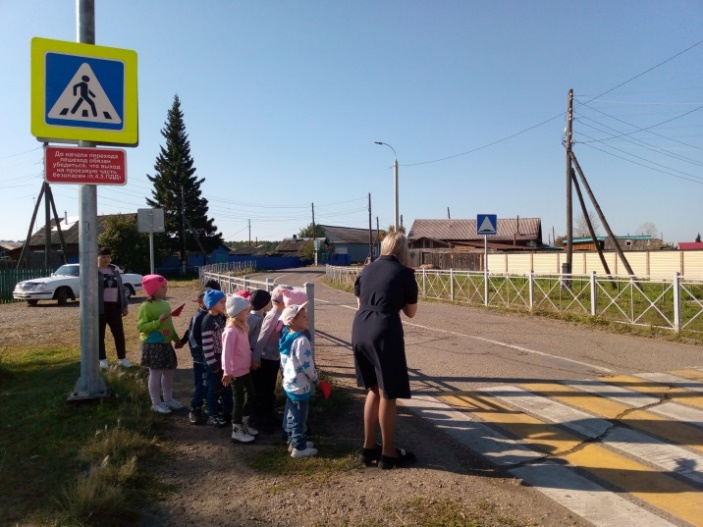 До начала перехода
пешеход обязан
убедиться, что выход
на проезжую часть
безопасен (п.4.5.ПДД)